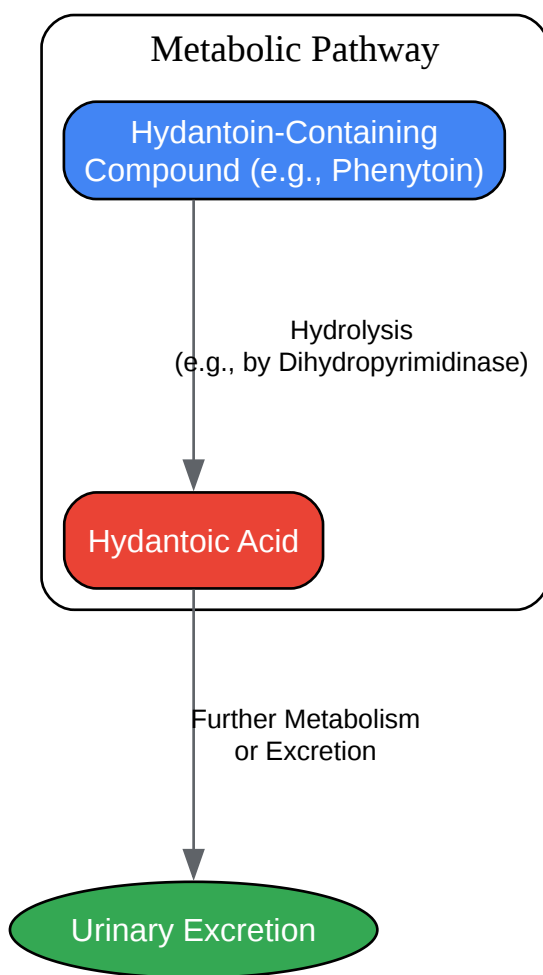 Metabolic Pathway
Hydantoin-Containing
Compound (e.g., Phenytoin)
Hydrolysis
(e.g., by Dihydropyrimidinase)
Hydantoic Acid
Further Metabolism
or Excretion
Urinary Excretion